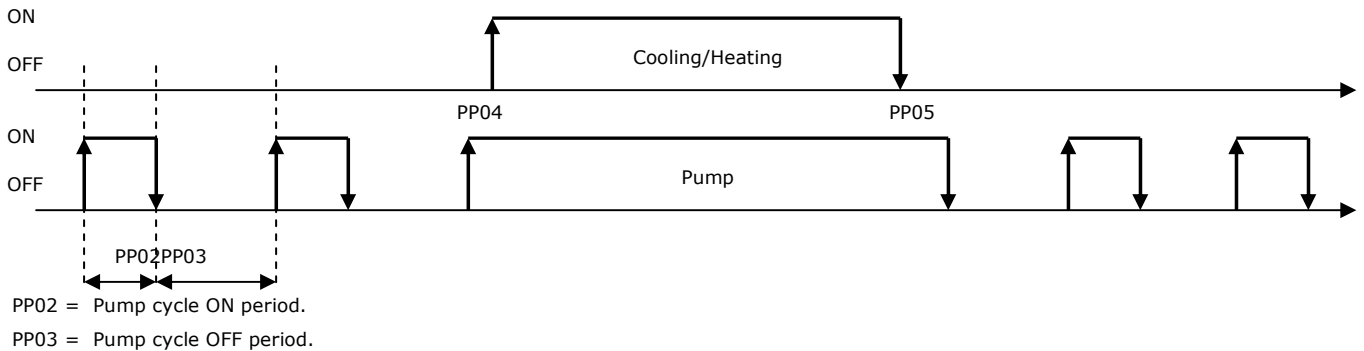 ON
Cooling/Heating
OFF
PP04 PP05
ON
Pump
OFF
PP02PP03
PP02 = Pump cycle ON period.
PP03 = Pump cycle OFF period.